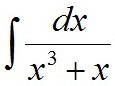 ∫ dx / (x³ + x)